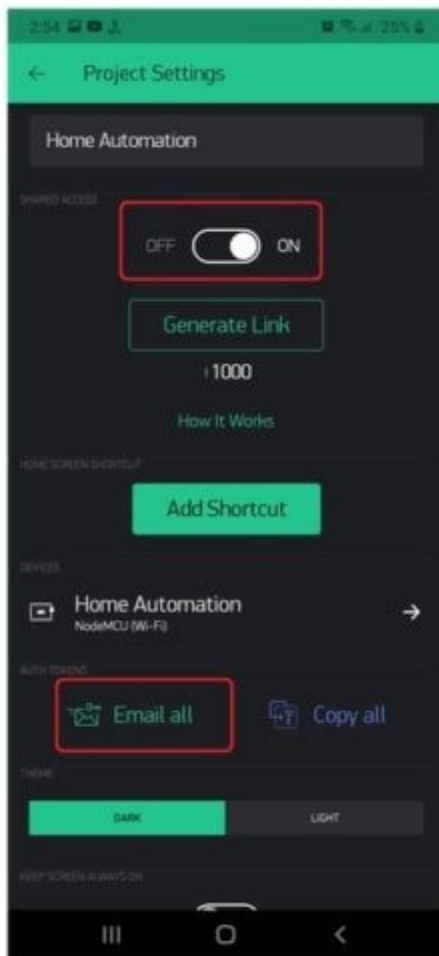 2:54 25%
Project Settings
Home Automation
SHARED ACCESS
OFF ON
Generate Link
1000
How It Works
HOME SCREEN SHORTCUT
Add Shortcut
DEVICES
Home Automation
NodeMCU (Wi-Fi)
AUTH TOKENS
Email all Copy all
THEME
DARK LIGHT
KEEP SCREEN ALWAYS ON